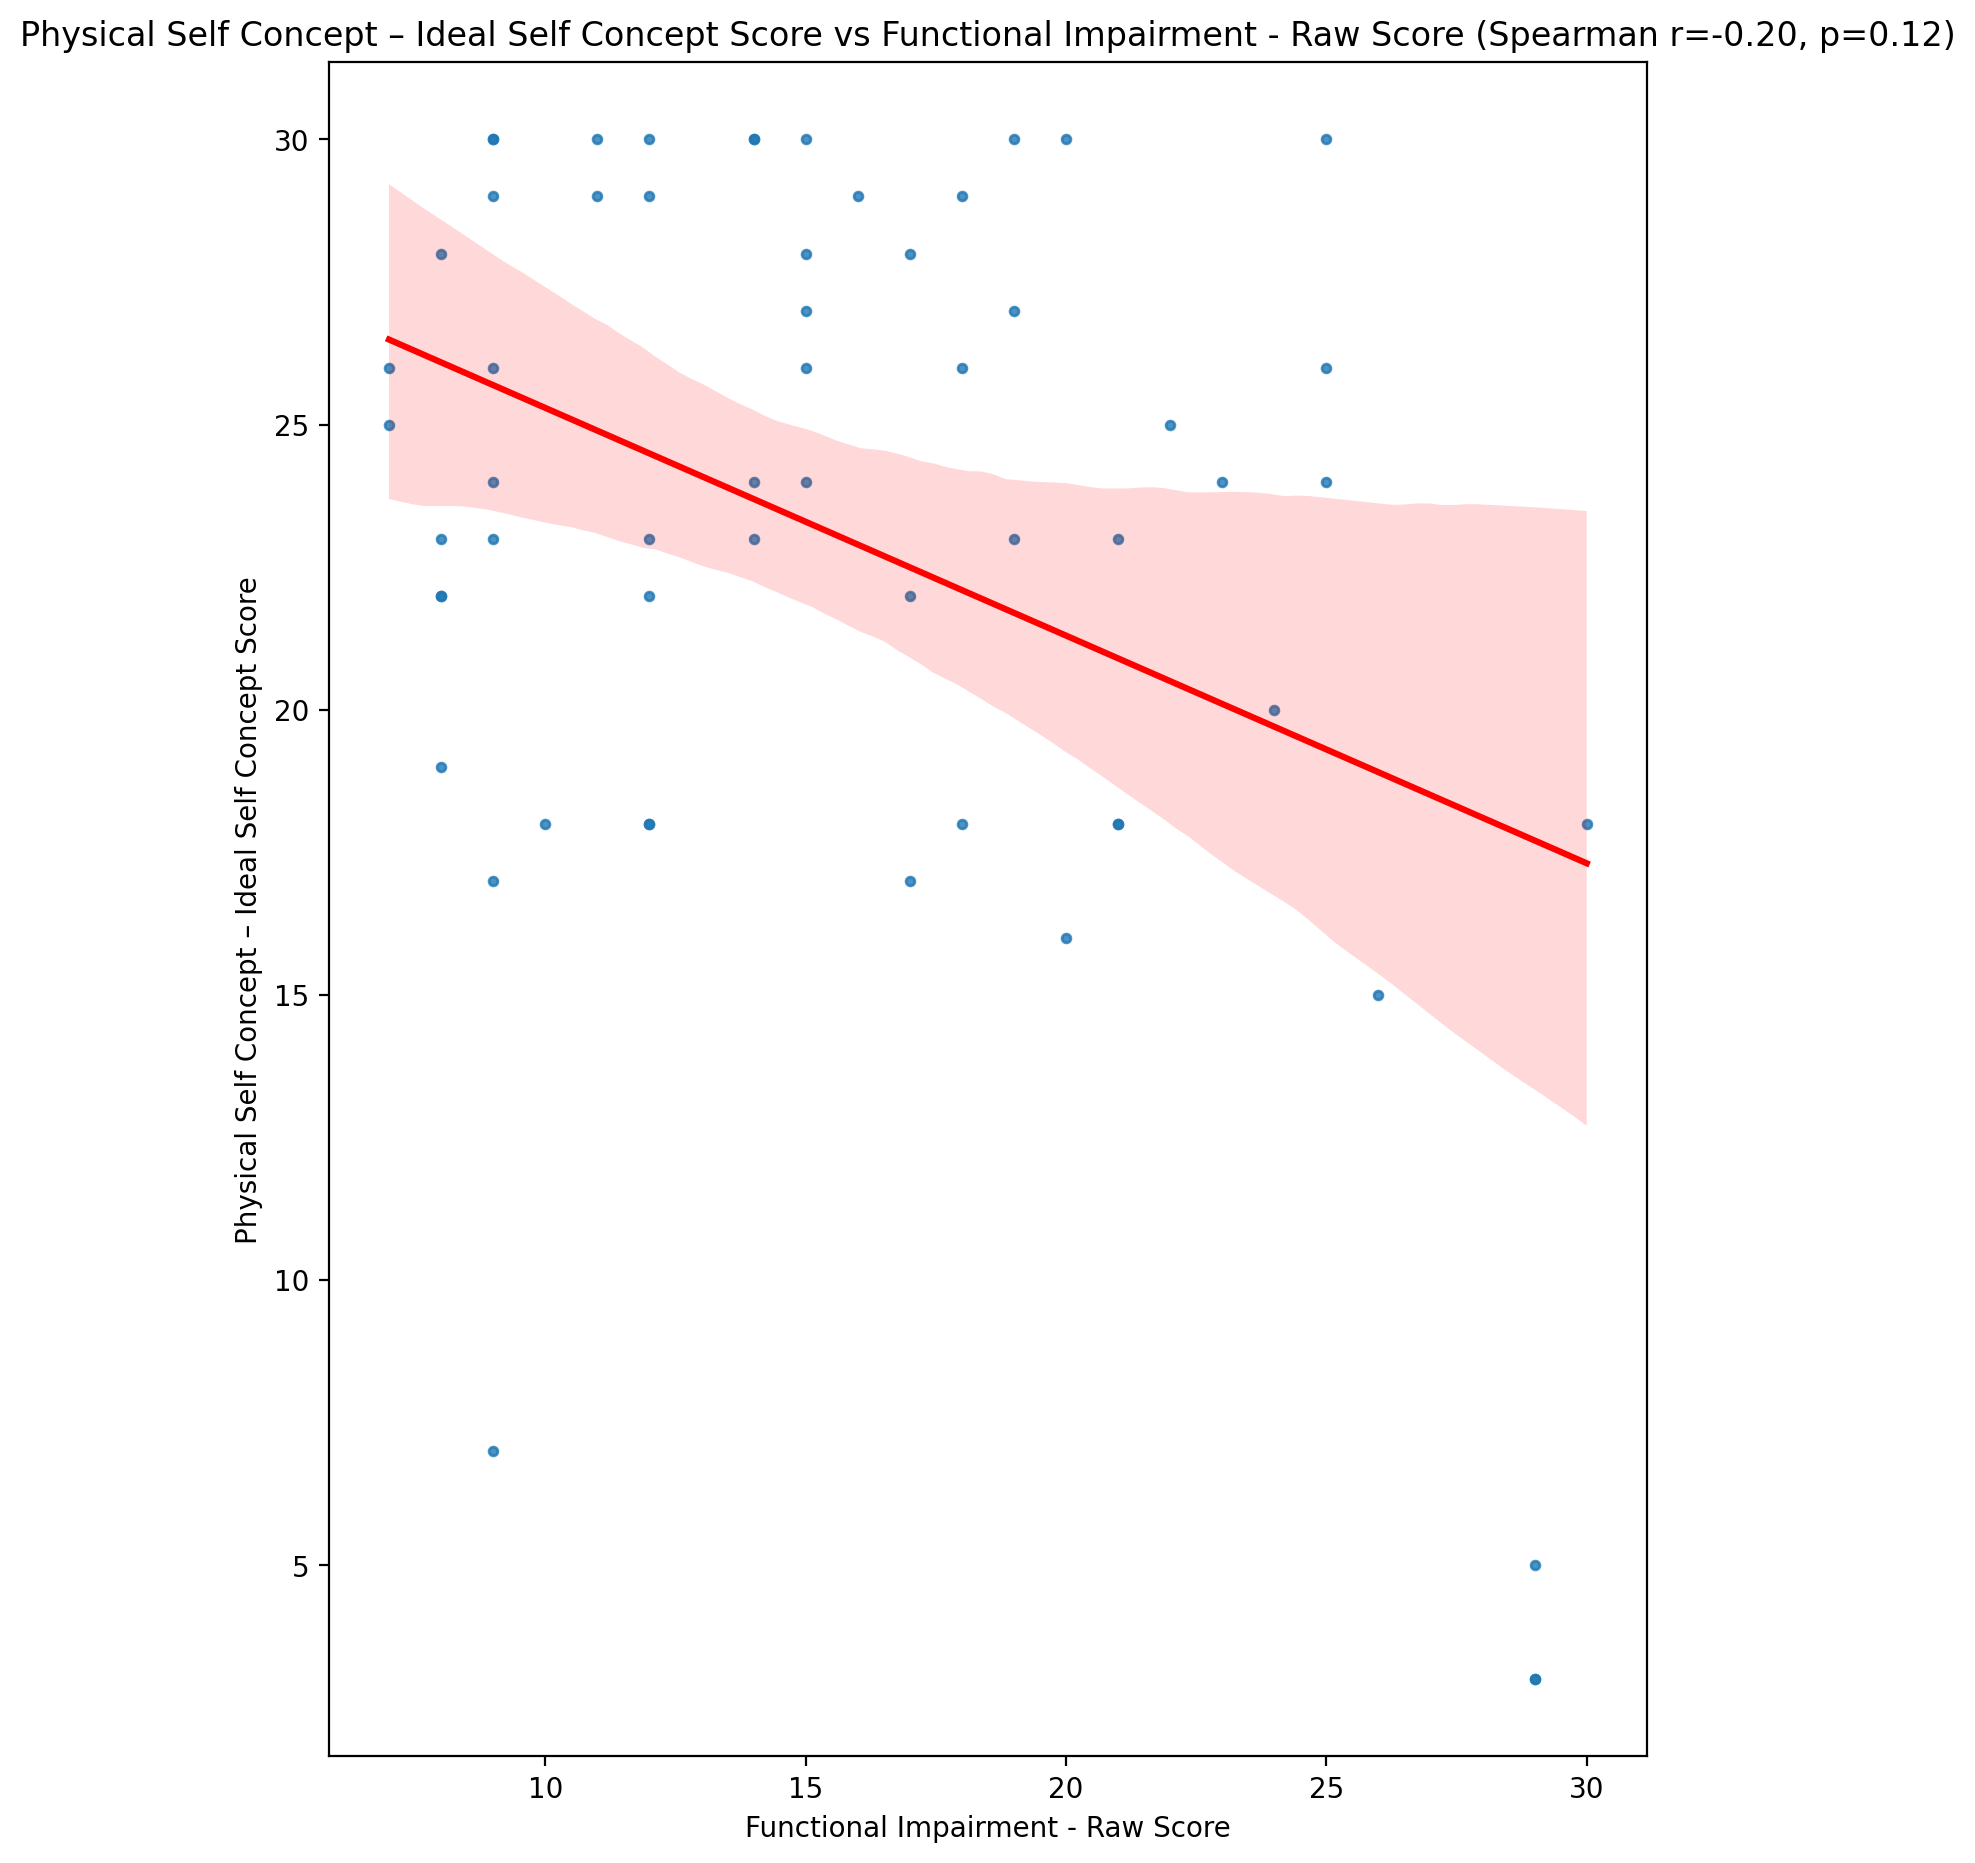 Physical Self Concept – Ideal Self Concept Score vs Functional Impairment - Raw Score (Spearman r=-0.20, p=0.12)
30
25
20
15
10
5
Physical Self Concept – Ideal Self Concept Score
10 15 20 25 30
Functional Impairment - Raw Score